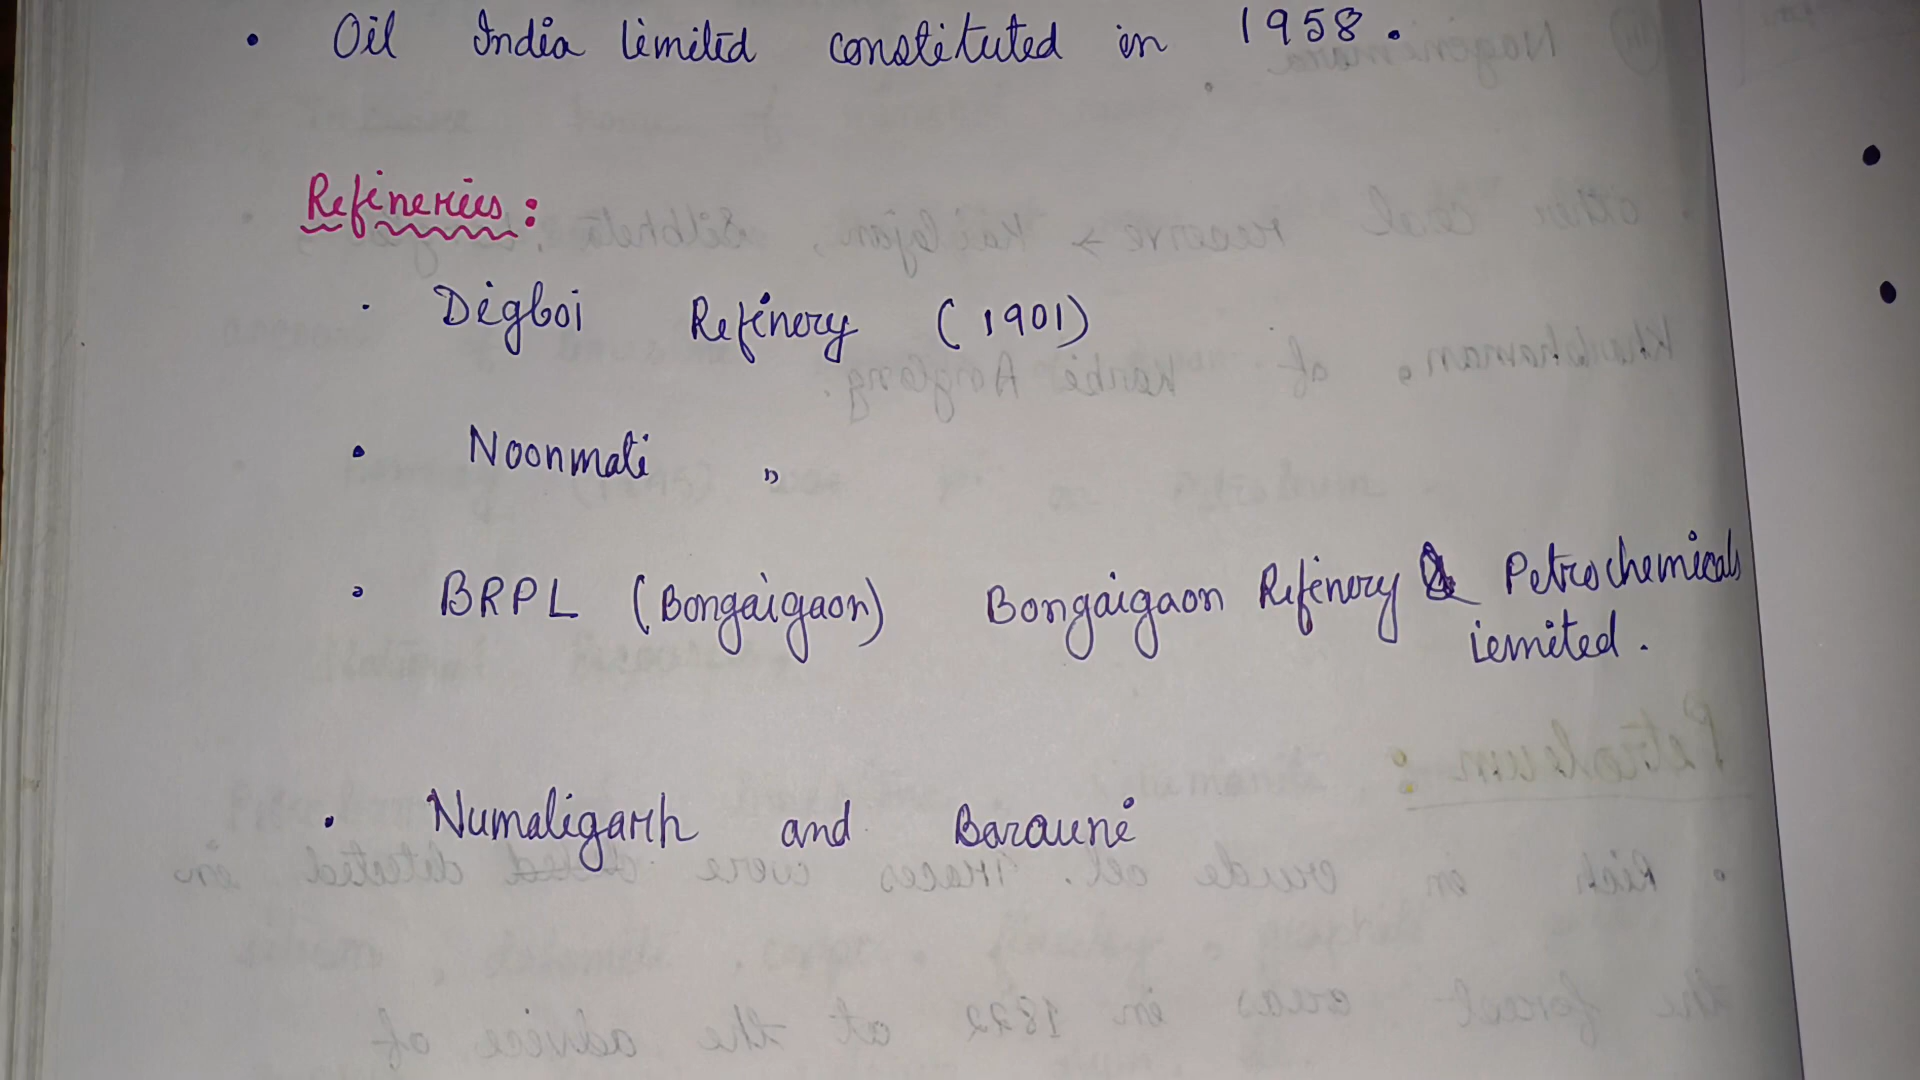 • Oil India limited constituted in 1958.
Refineries:
• Digboi Refinery (1901)
• Noonmati "
• BRPL (Bongaigaon) Bongaigaon Refinery & Petrochemicals
Limited.
• Numaligarh and Barauni